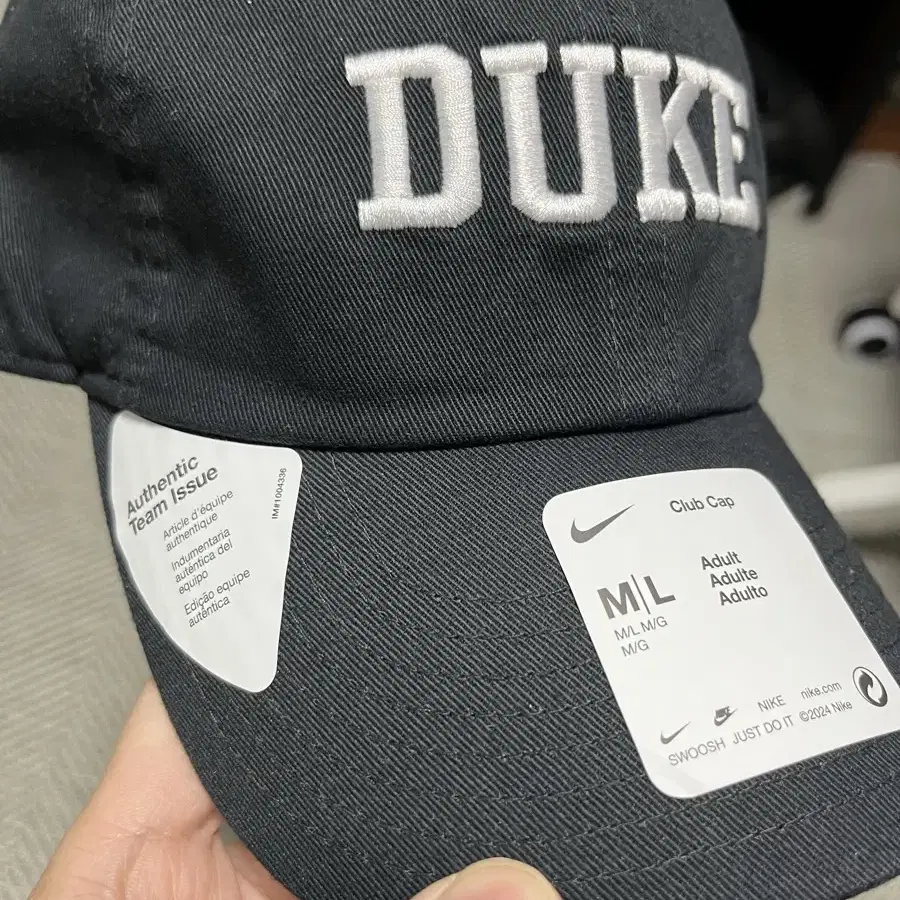 DUKE
Authentic
Team Issue
Article d'équipe
authentique
Indumentaria
auténtica del
equipo
Edição equipe
autêntica
IM#1004336
Club Cap
M|L
M/L M/G
M/G
Adult
Adulte
Adulto
NIKE nike.com
SWOOSH JUST DO IT ©2024 Nike